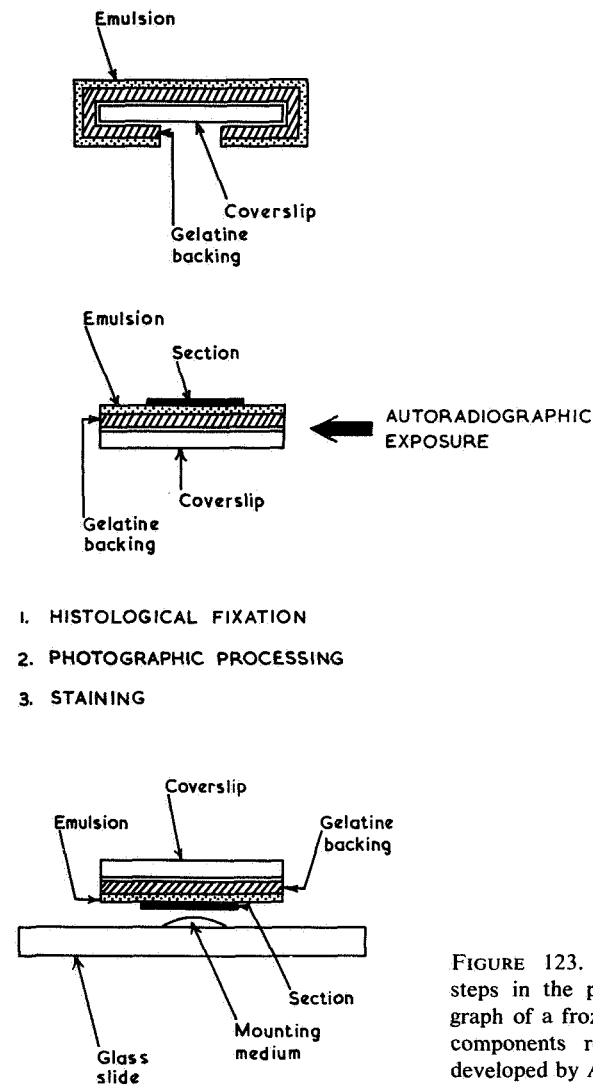 Emulsion
Coverslip
Gelatine
backing
Emulsion
Section
AUTORADIOGRAPHIC
EXPOSURE
Coverslip
Gelatine
backing
1. HISTOLOGICAL FIXATION
2. PHOTOGRAPHIC PROCESSING
3. STAINING
Coverslip
Emulsion
Gelatine
backing
Section
Mounting
medium
Glass
slide
FIGURE 123.
steps in the p
graph of a froz
components r
developed by A